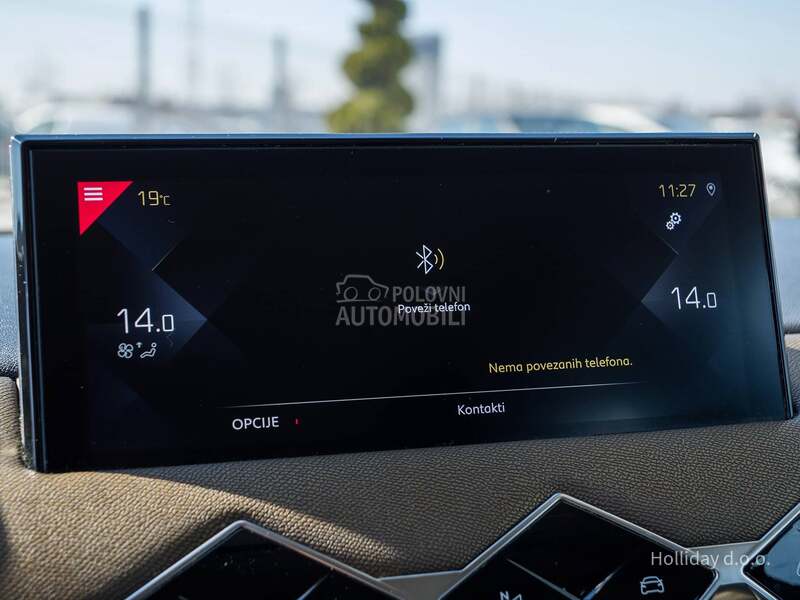 19°C
11:27
14.0
14.0
POLOVNI
AUTOMOBILI
Poveži telefon
Nema povezanih telefona.
OPCIJE
Kontakti
Holliday d.o.o.
N